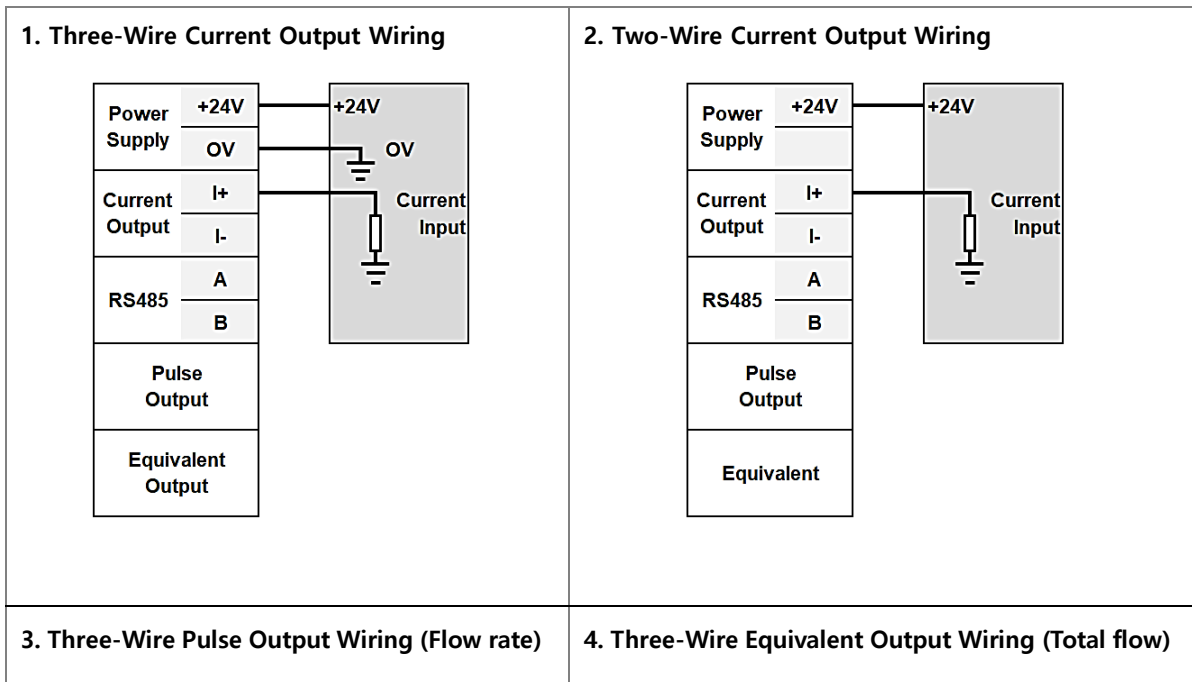 1. Three-Wire Current Output Wiring
Power
Supply
+24V
OV
Current
Output
I+
I-
RS485
A
B
Pulse
Output
Equivalent
Output
+24V
OV
Current
Input
2. Two-Wire Current Output Wiring
Power
Supply
+24V
Current
Output
I+
I-
RS485
A
B
Pulse
Output
Equivalent
+24V
Current
Input
3. Three-Wire Pulse Output Wiring (Flow rate)
4. Three-Wire Equivalent Output Wiring (Total flow)